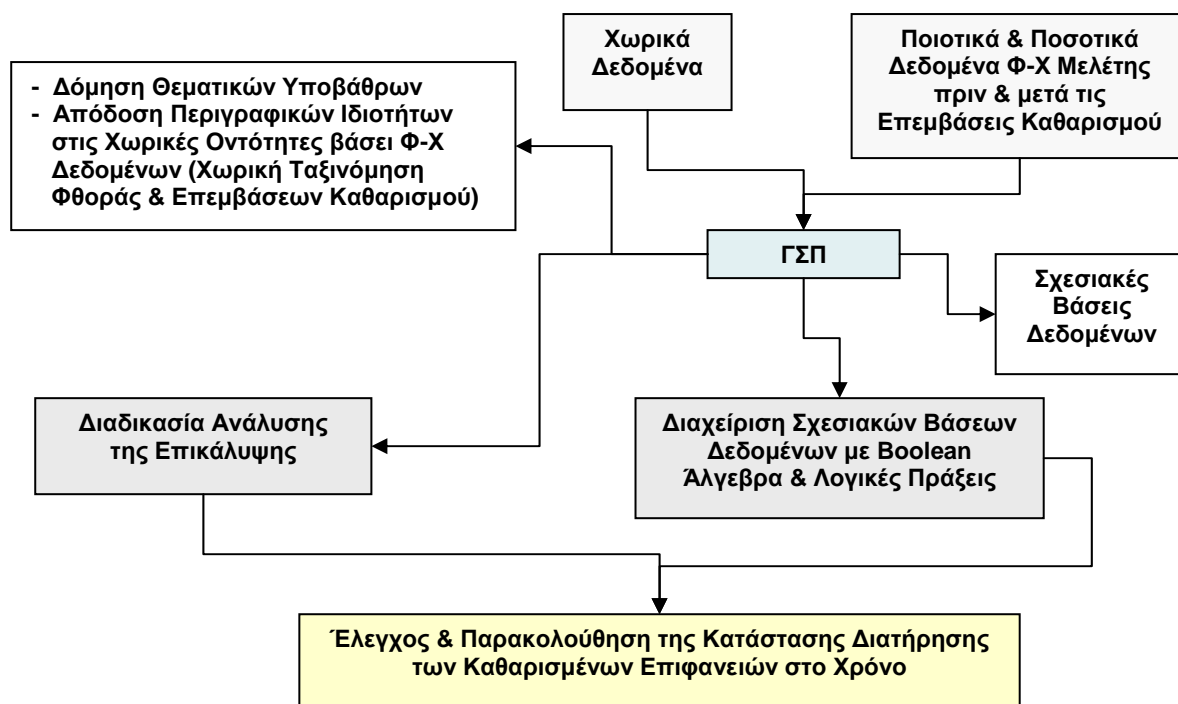 Χωρικά
Δεδομένα
Ποιοτικά & Ποσοτικά
Δεδομένα Φ-Χ Μελέτης
πριν & μετά τις
Επεμβάσεις Καθαρισμού
- Δόμηση Θεματικών Υποβάθρων
- Απόδοση Περιγραφικών Ιδιοτήτων
στις Χωρικές Οντότητες βάσει Φ-Χ
Δεδομένων (Χωρική Ταξινόμηση
Φθοράς & Επεμβάσεων Καθαρισμού)
ΓΣΠ
Σχεσιακές
Βάσεις
Δεδομένων
Διαδικασία Ανάλυσης
της Επικάλυψης
Διαχείριση Σχεσιακών Βάσεων
Δεδομένων με Boolean
Άλγεβρα & Λογικές Πράξεις
Έλεγχος & Παρακολούθηση της Κατάστασης Διατήρησης
των Καθαρισμένων Επιφανειών στο Χρόνο